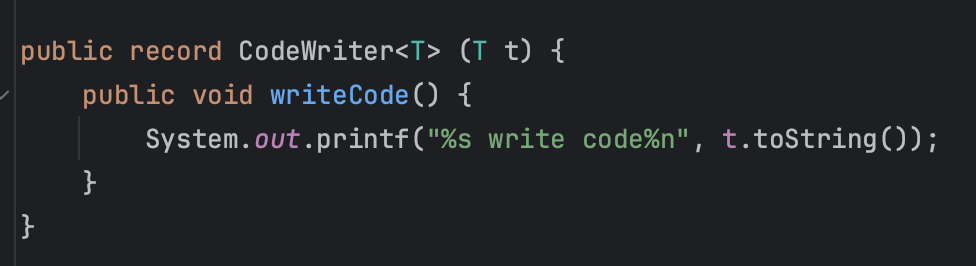 public record CodeWriter<T> (T t) {
    public void writeCode() {
        System.out.printf("%s write code%n", t.toString());
    }
}